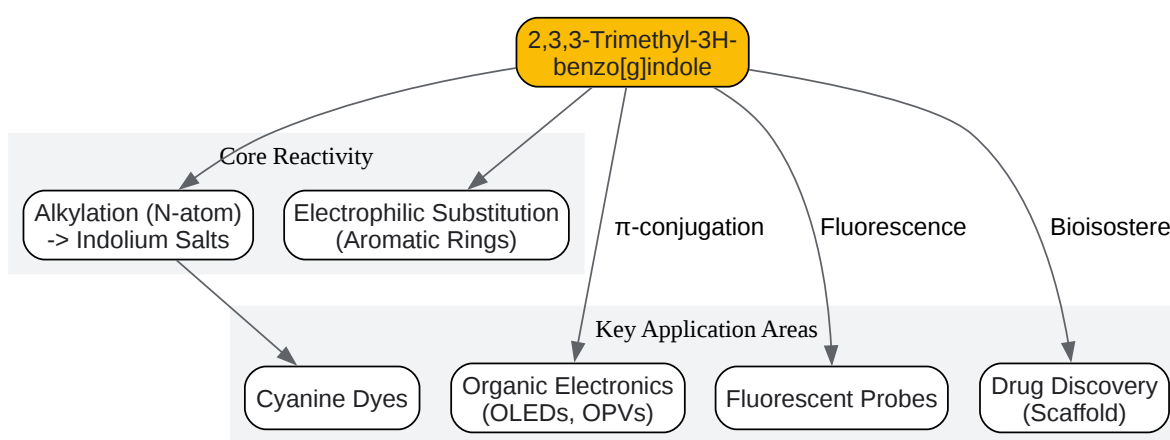 2,3,3-Trimethyl-3H-
benzo[g]indole
Core Reactivity
Alkylation (N-atom)
-> Indolium Salts
Electrophilic Substitution
(Aromatic Rings)
π-conjugation
Fluorescence
Bioisostere
Key Application Areas
Cyanine Dyes
Organic Electronics
(OLEDs, OPVs)
Fluorescent Probes
Drug Discovery
(Scaffold)